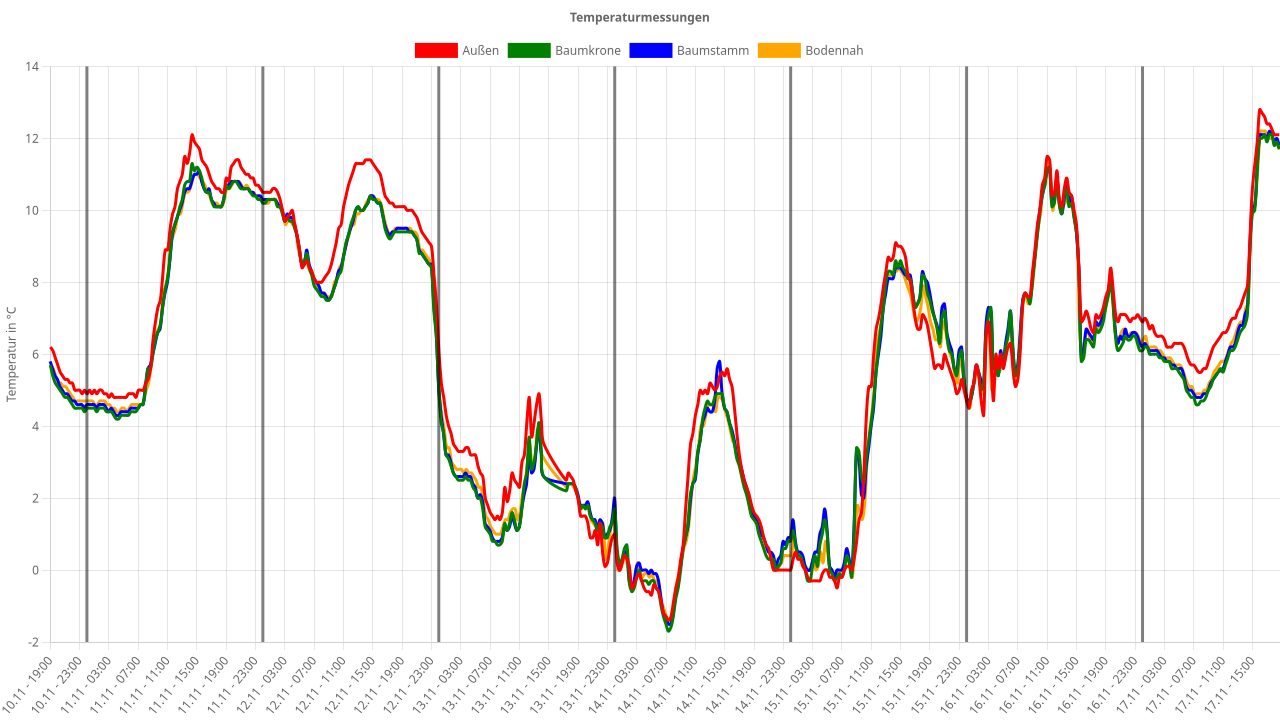 Temperaturmessungen
Außen Baumkrone Baumstamm Bodennah
Temperatur in °C
14
12
10
8
6
4
2
0
-2
10.11 - 19:00
10.11 - 23:00
11.11 - 03:00
11.11 - 07:00
11.11 - 11:00
11.11 - 15:00
11.11 - 19:00
11.11 - 23:00
12.11 - 03:00
12.11 - 07:00
12.11 - 11:00
12.11 - 15:00
12.11 - 19:00
12.11 - 23:00
13.11 - 03:00
13.11 - 07:00
13.11 - 11:00
13.11 - 15:00
13.11 - 19:00
13.11 - 23:00
14.11 - 03:00
14.11 - 07:00
14.11 - 11:00
14.11 - 15:00
14.11 - 19:00
14.11 - 23:00
15.11 - 03:00
15.11 - 07:00
15.11 - 11:00
15.11 - 15:00
15.11 - 19:00
15.11 - 23:00
16.11 - 03:00
16.11 - 07:00
16.11 - 11:00
16.11 - 15:00
16.11 - 19:00
16.11 - 23:00
17.11 - 03:00
17.11 - 07:00
17.11 - 11:00
17.11 - 15:00